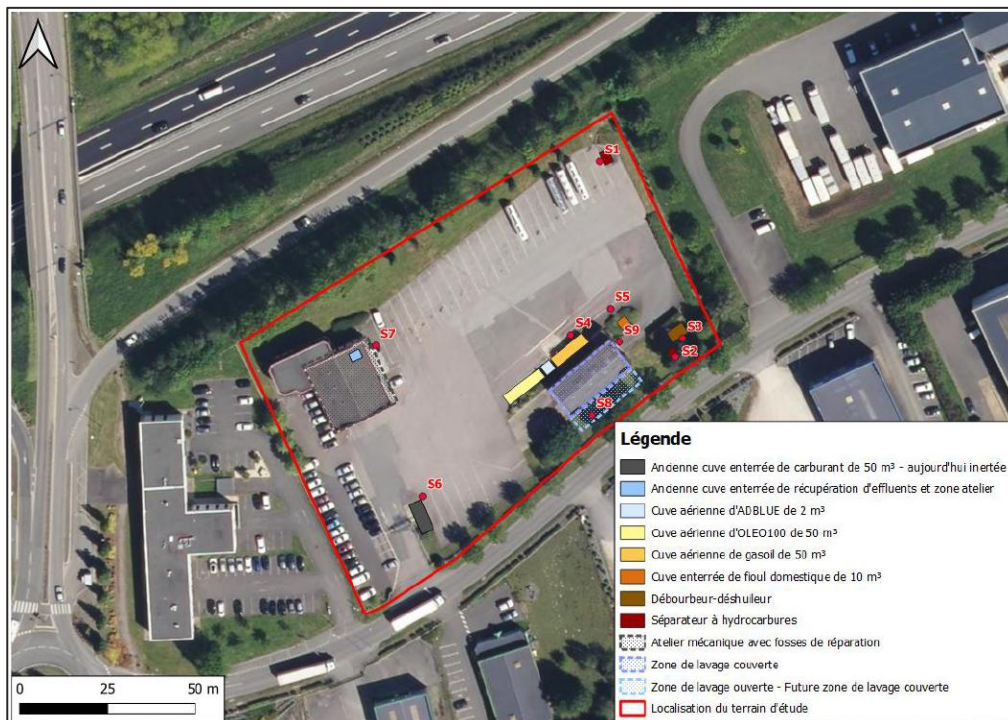 S1
S5
S4
S9
S3
S7
S2
S8
S6
Légende
Ancienne cuve enterrée de carburant de 50 m³ - aujourd'hui inertée
Ancienne cuve enterrée de récupération d'effluents et zone atelier
Cuve aérienne d'ADBLUE de 2 m³
Cuve aérienne d'OLEO100 de 50 m³
Cuve aérienne de gasoil de 50 m³
Cuve enterrée de fioul domestique de 10 m³
Débourbeur-déshuileur
Séparateur à hydrocarbures
Atelier mécanique avec fosses de réparation
Zone de lavage couverte
Zone de lavage ouverte - Future zone de lavage couverte
Localisation du terrain d'étude
0 25 50 m